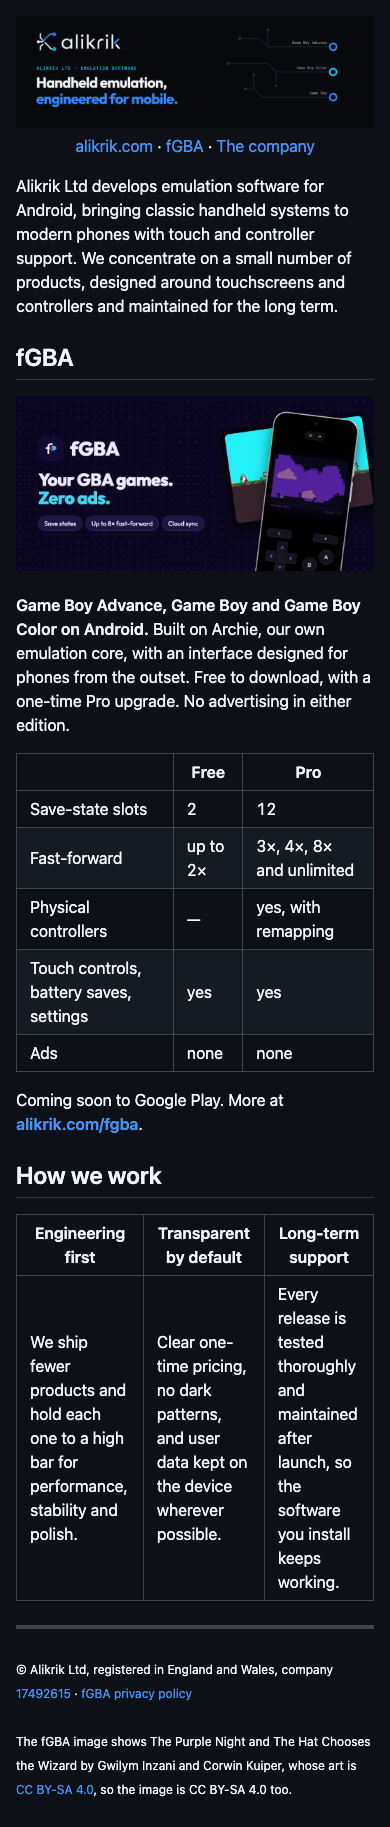 alikrik
ALIKRIK LTD · EMULATION SOFTWARE
Handheld emulation,
engineered for mobile.
Game Boy Advance
Game Boy Color
Game Boy
alikrik.com · fGBA · The company
Alikrik Ltd develops emulation software for
Android, bringing classic handheld systems to
modern phones with touch and controller
support. We concentrate on a small number of
products, designed around touchscreens and
controllers and maintained for the long term.
fGBA
f
fGBA
Your GBA games.
Zero ads.
Save states
Up to 8× fast-forward
Cloud sync
A
B
Game Boy Advance, Game Boy and Game Boy
Color on Android. Built on Archie, our own
emulation core, with an interface designed for
phones from the outset. Free to download, with a
one-time Pro upgrade. No advertising in either
edition.
Free Pro
Save-state slots 2 12
Fast-forward up to 2× 3×, 4×, 8× and unlimited
Physical controllers — yes, with remapping
Touch controls, battery saves, settings yes yes
Ads none none
Coming soon to Google Play. More at
alikrik.com/fgba.
How we work
Engineering first
Transparent by default
Long-term support
We ship
fewer
products and
hold each
one to a high
bar for
performance,
stability and
polish.
Clear one-
time pricing,
no dark
patterns,
and user
data kept on
the device
wherever
possible.
Every
release is
tested
thoroughly
and
maintained
after
launch, so
the
software
you install
keeps
working.
© Alikrik Ltd, registered in England and Wales, company
17492615 · fGBA privacy policy
The fGBA image shows The Purple Night and The Hat Chooses
the Wizard by Gwilym Inzani and Corwin Kuiper, whose art is
CC BY-SA 4.0, so the image is CC BY-SA 4.0 too.